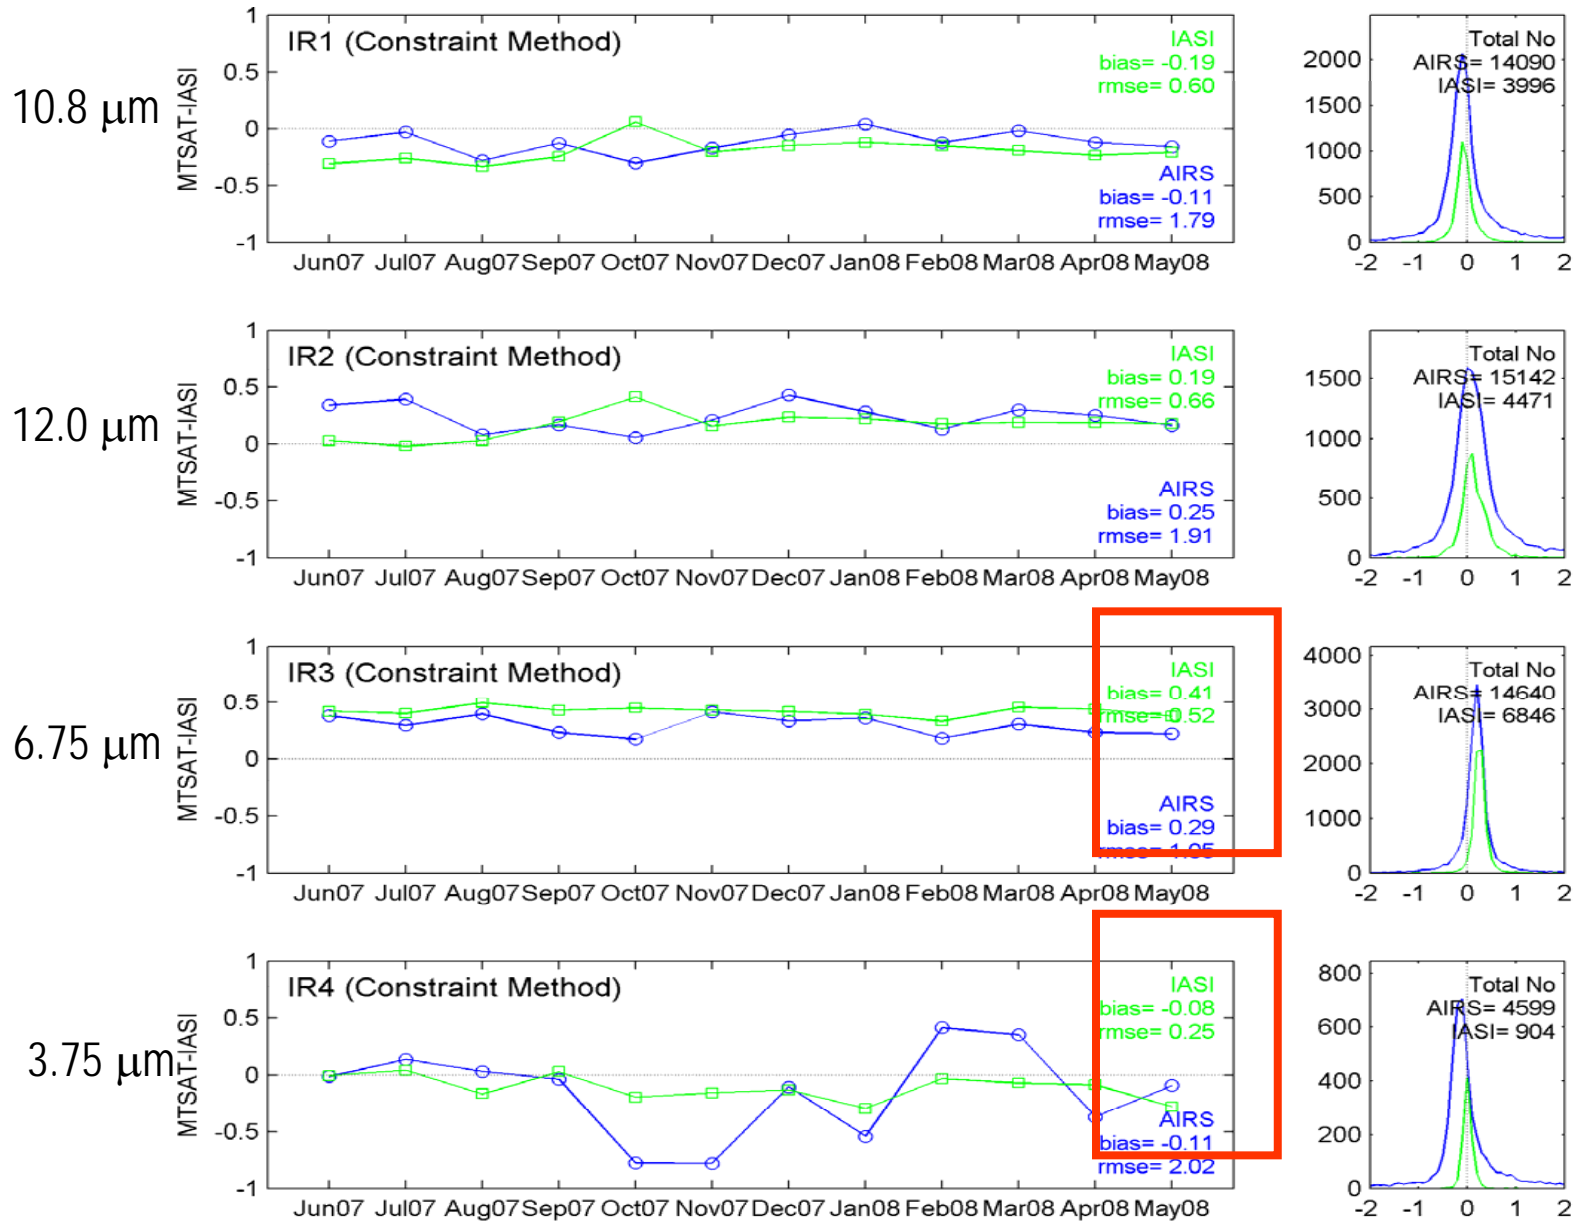 10.8 μm
MTSAT-IASI
1
0.5
0
-0.5
-1
IR1 (Constraint Method)
IASI
bias= -0.19
rmse= 0.60
AIRS
bias= -0.11
rmse= 1.79
Jun07 Jul07 Aug07 Sep07 Oct07 Nov07 Dec07 Jan08 Feb08 Mar08 Apr08 May08
2000
1500
1000
500
0
Total No
AIRS= 14090
IASI= 3996
-2 -1 0 1 2
12.0 μm
MTSAT-IASI
1
0.5
0
-0.5
-1
IR2 (Constraint Method)
IASI
bias= 0.19
rmse= 0.66
AIRS
bias= 0.25
rmse= 1.91
Jun07 Jul07 Aug07 Sep07 Oct07 Nov07 Dec07 Jan08 Feb08 Mar08 Apr08 May08
1500
1000
500
0
Total No
AIRS= 15142
IASI= 4471
-2 -1 0 1 2
6.75 μm
MTSAT-IASI
1
0.5
0
-0.5
-1
IR3 (Constraint Method)
IASI
bias= 0.41
rmse= 0.52
AIRS
bias= 0.29
rmse=
Jun07 Jul07 Aug07 Sep07 Oct07 Nov07 Dec07 Jan08 Feb08 Mar08 Apr08 May08
4000
3000
2000
1000
0
Total No
AIRS= 14640
IASI= 6846
-2 -1 0 1 2
3.75 μm
MTSAT-IASI
1
0.5
0
-0.5
-1
IR4 (Constraint Method)
IASI
bias= -0.08
rmse= 0.25
AIRS
bias= -0.11
rmse= 2.02
Jun07 Jul07 Aug07 Sep07 Oct07 Nov07 Dec07 Jan08 Feb08 Mar08 Apr08 May08
800
600
400
200
0
Total No
AIRS= 4599
IASI= 904
-2 -1 0 1 2